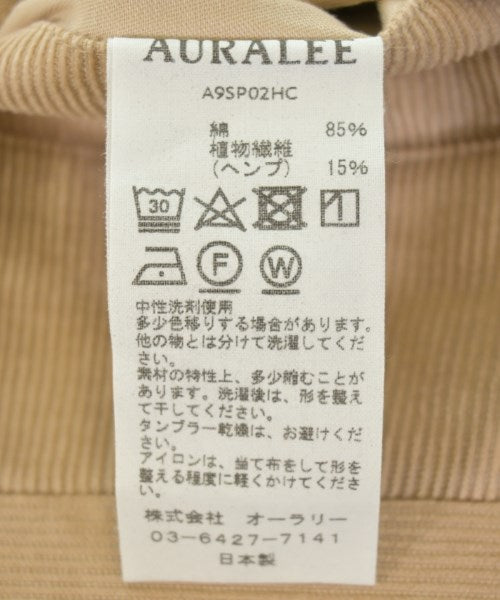 AURALEE
A9SP02HC
綿 85%
植物繊維
(ヘンプ) 15%
30
F W
中性洗剤使用
多少色移りする場合があります。
他の物とは分けて洗濯してくだ
さい。
素材の特性上、多少縮むことが
あります。洗濯後は、形を整え
て干してください。
タンブラー乾燥は、お避けくだ
さい。
アイロンは、当て布をして形を
整える程度に軽くかけてくださ
い。
株式会社 オーラリー
03-6427-7141
日本製